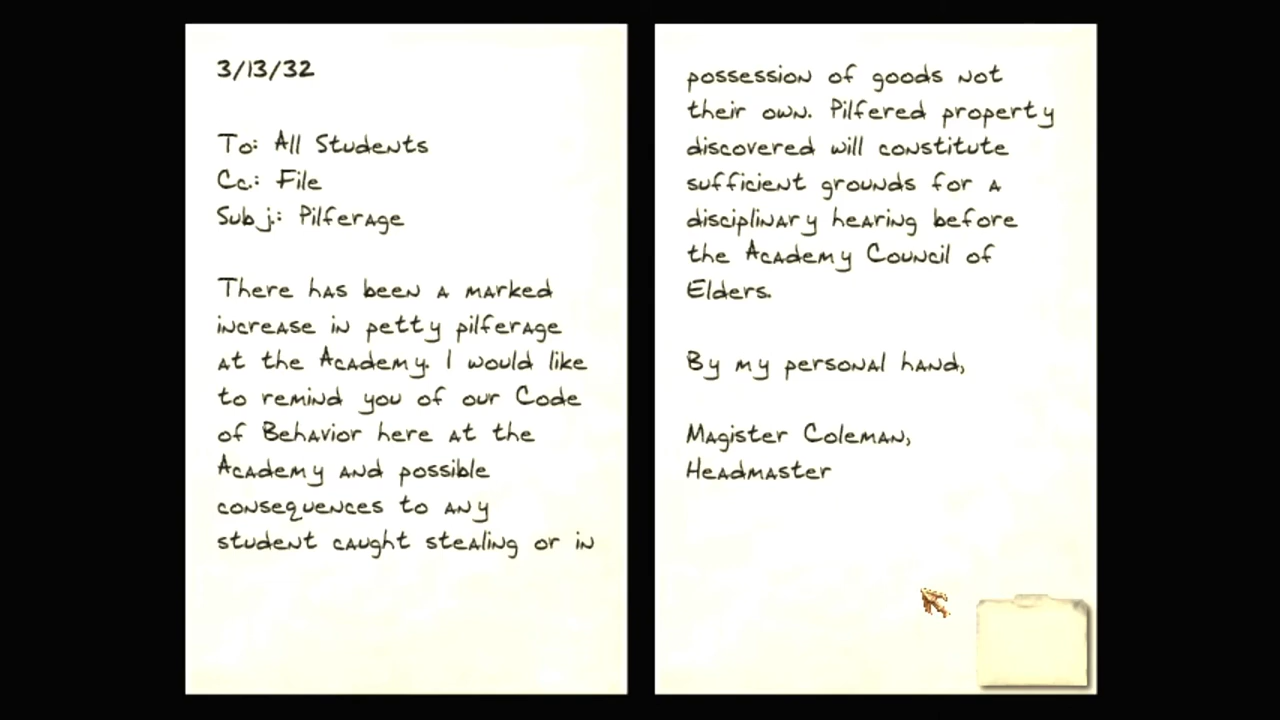 3/13/32
To: All Students
Cc.: File
Subj.: Pilferage
There has been a marked
increase in petty pilferage
at the Academy. I would like
to remind you of our Code
of Behavior here at the
Academy and possible
consequences to any
student caught stealing or in
possession of goods not
their own. Pilfered property
discovered will constitute
sufficient grounds for a
disciplinary hearing before
the Academy Council of
Elders.
By my personal hand,
Magister Coleman,
Headmaster